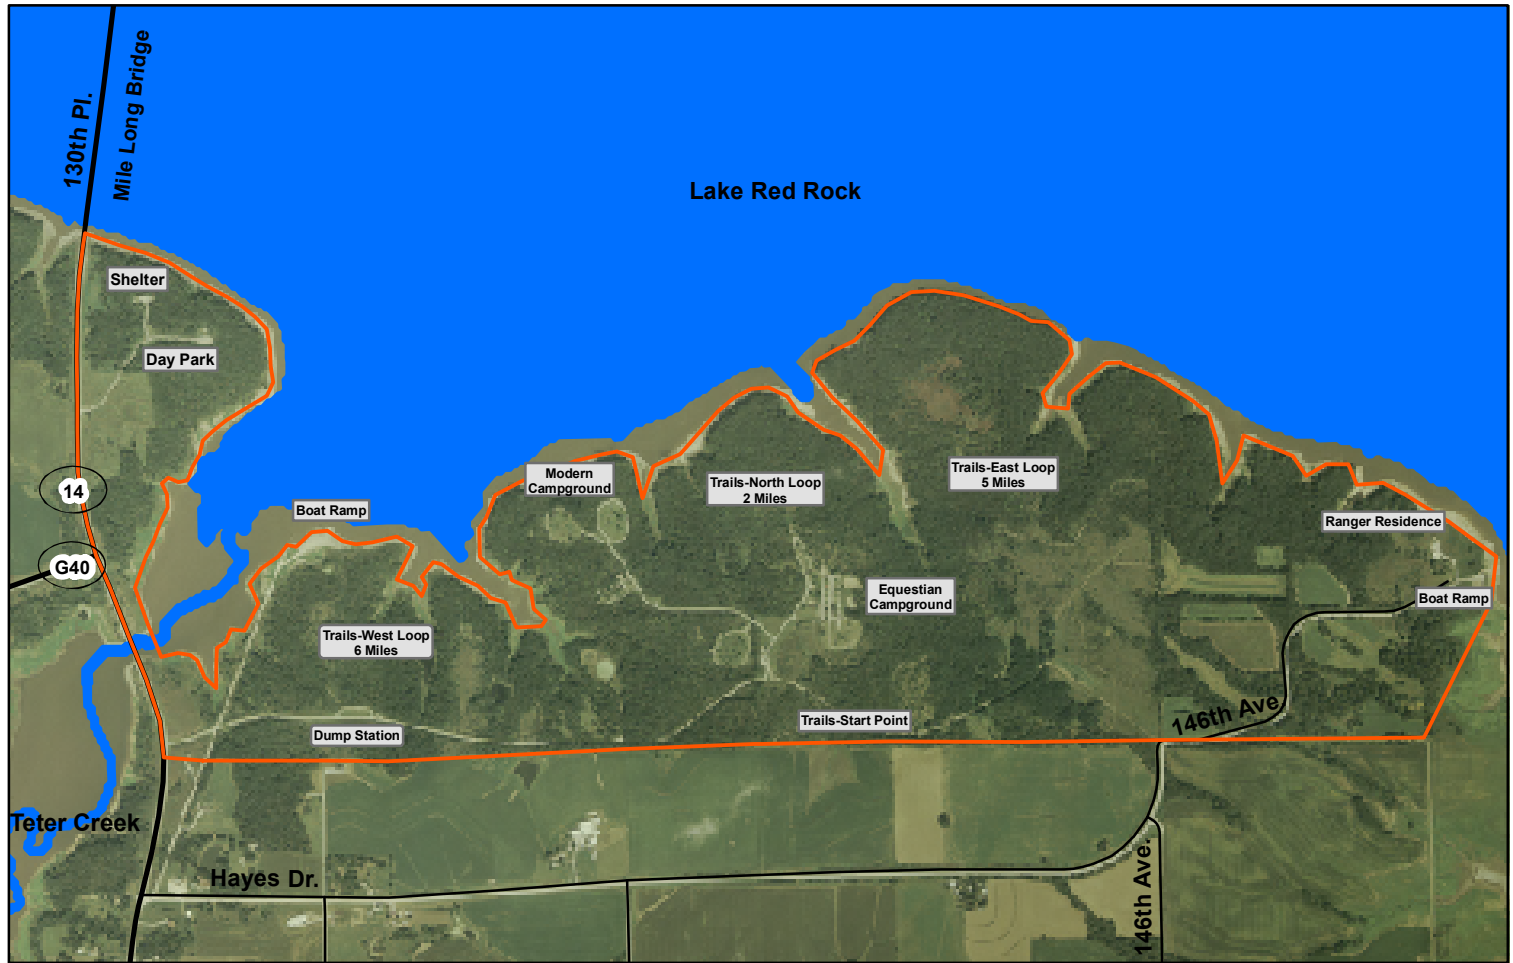 130th Pl.
Mile Long Bridge
Lake Red Rock
Shelter
Day Park
14
G40
Boat Ramp
Modern
Campground
Trails-North Loop
2 Miles
Trails-East Loop
5 Miles
Ranger Residence
Equestian
Campground
Boat Ramp
Trails-West Loop
6 Miles
Trails-Start Point
146th Ave.
Dump Station
Teter Creek
Hayes Dr.
146th Ave.